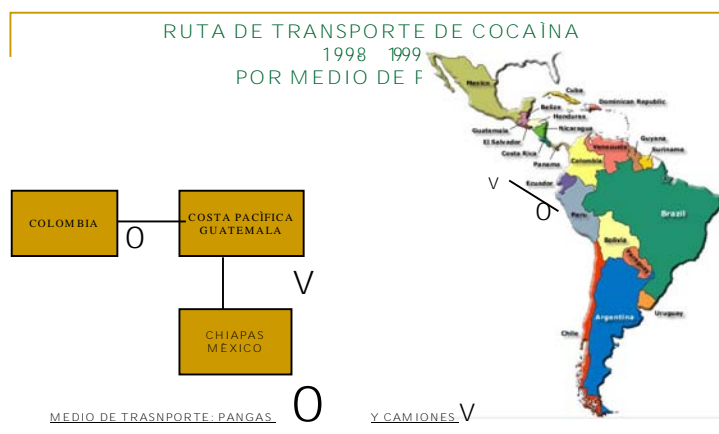 RUTA DE TRANSPORTE DE COCAÌNA
1998 1999
POR MEDIO DE
Mexico
Cuba
Dominican Republic
Belize
Honduras
Guatemala
Nicaragua
El Salvador
Costa Rica
Panama
Venezuela
Guyana
Suriname
Colombia
Ecuador
V
O
Peru
Brazil
Bolivia
Paraguay
Uruguay
Argentina
Chile
COLOMBIA
O
COSTA PACÌFICA
GUATEMALA
V
CHIAPAS
MÈXICO
MEDIO DE TRASNPORTE: PANGAS O Y CAMIONES V